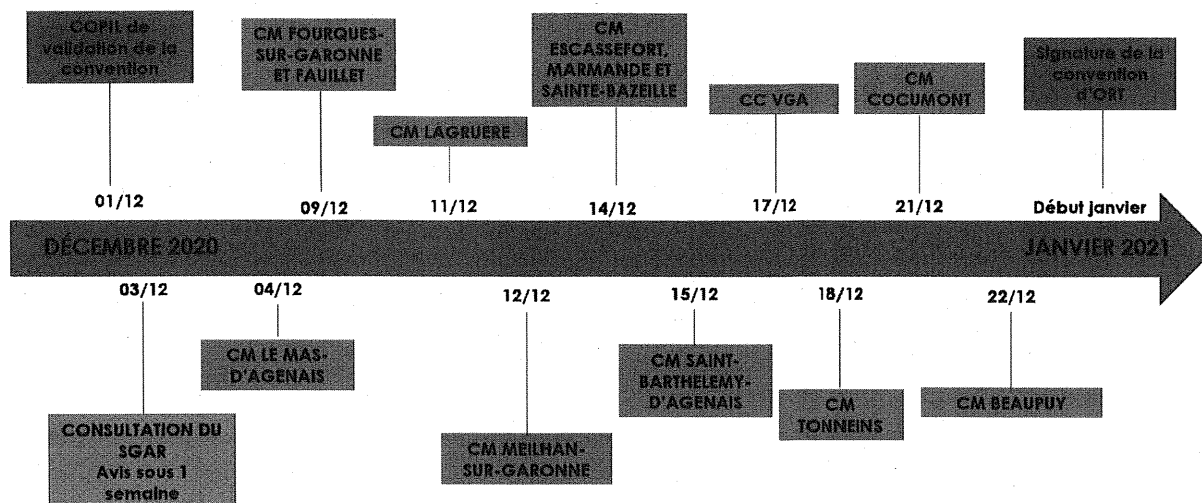 COPIL de
validation de la
convention
CM FOURQUES-
SUR-GARONNE
ET FAUILLET
CM LAGRUERE
CM
ESCASSEFORT,
MARMANDE ET
SAINTE-BAZEILLE
CC VGA
CM
COCUMONT
Signature de la
convention
d'ORT
01/12
09/12
11/12
14/12
17/12
21/12
Début janvier
DÉCEMBRE 2020
JANVIER 2021
03/12
04/12
12/12
15/12
18/12
22/12
CONSULTATION DU
SGAR
Avis sous 1
semaine
CM LE MAS-
D'AGENAIS
CM MEILHAN-
SUR-GARONNE
CM SAINT-
BARTHELEMY-
D'AGENAIS
CM
TONNEINS
CM BEAUPUY